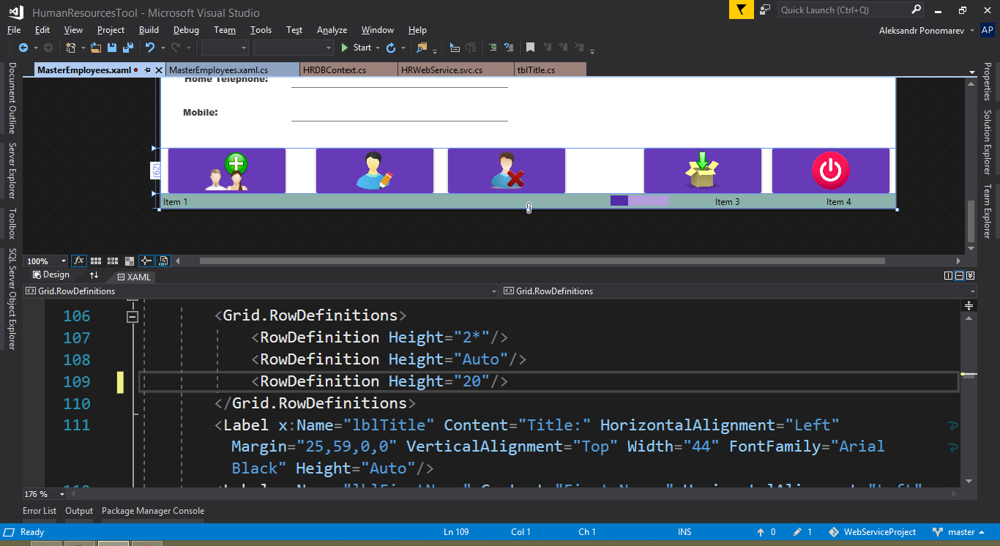 HumanResourcesTool - Microsoft Visual Studio
Quick Launch (Ctrl+Q)
File Edit View Project Build Debug Team Tools Test Analyze Window Help
Aleksandr Ponomarev AP
Start
MasterEmployees.xaml MasterEmployees.xaml.cs HRDBContext.cs HRWebService.svc.cs tblTitle.cs
Document Outline
Server Explorer
Toolbox
SQL Server Object Explorer
Properties
Solution Explorer
Team Explorer
Home Telephone:
Mobile:
(62)
Item 1 Item 3 Item 4
100% fx
Design XAML
Grid.RowDefinitions Grid.RowDefinitions
106 <Grid.RowDefinitions>
107 <RowDefinition Height="2*"/>
108 <RowDefinition Height="Auto"/>
109 <RowDefinition Height="20"/>
110 </Grid.RowDefinitions>
111 <Label x:Name="lblTitle" Content="Title:" HorizontalAlignment="Left"
Margin="25,59,0,0" VerticalAlignment="Top" Width="44" FontFamily="Arial
Black" Height="Auto"/>
176 %
Error List Output Package Manager Console
Ready Ln 109 Col 1 Ch 1 INS 0 1 WebServiceProject master